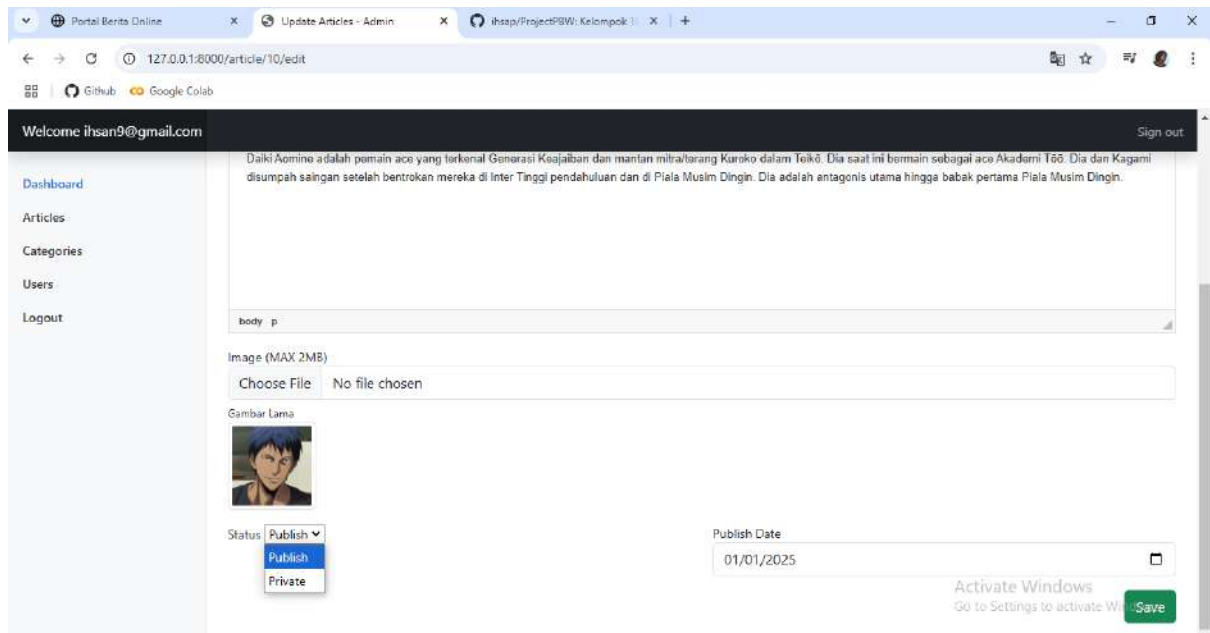 Portal Berita Online
Update Articles - Admin
ihsap/ProjectPBW: Kelompok
127.0.0.1:8000/article/10/edit
Github
Google Colab
Welcome ihsan9@gmail.com
Sign out
Dashboard
Articles
Categories
Users
Logout
Daiki Aomine adalah pemain ace yang terkenal Generasi Keajaiban dan mantan mitra/terang Kuroko dalam Teikō. Dia saat ini bermain sebagai ace Akademi Tōō. Dia dan Kagami
disumpah saingan setelah bentrokan mereka di Inter Tinggi pendahuluan dan di Piala Musim Dingin. Dia adalah antagonis utama hingga babak pertama Piala Musim Dingin.
body p
Image (MAX 2MB)
Choose File No file chosen
Gambar Lama
Status Publish
Publish
Private
Publish Date
01/01/2025
Activate Windows
Go to Settings to activate
Save